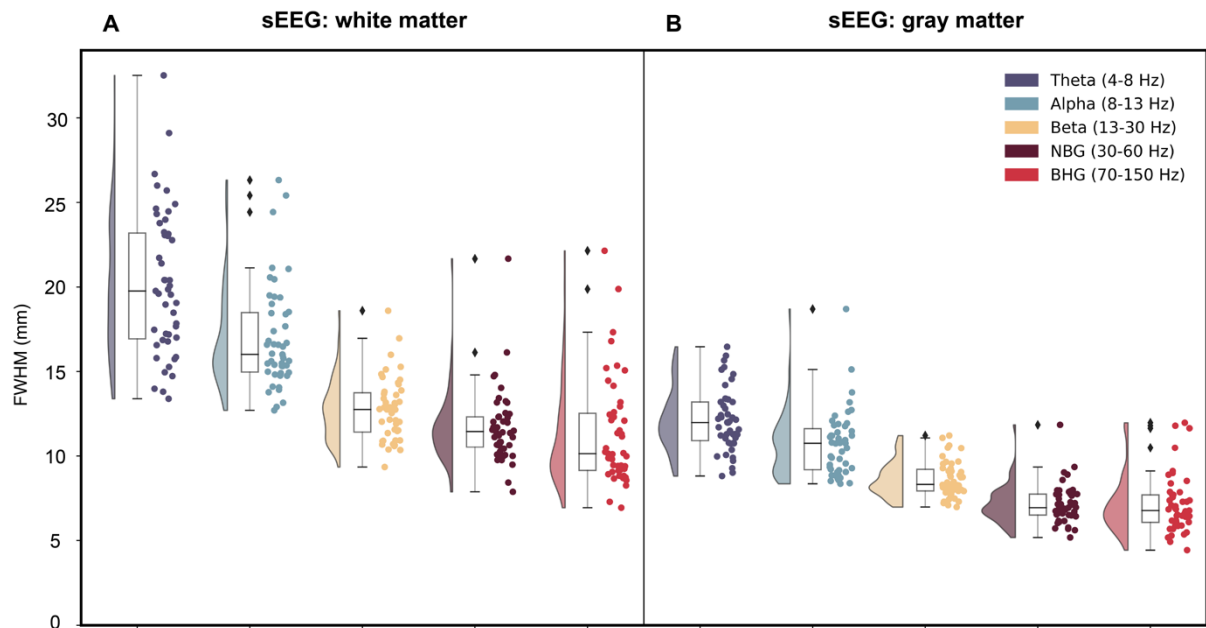 A sEEG: white matter B sEEG: gray matter
Theta (4-8 Hz)
Alpha (8-13 Hz)
Beta (13-30 Hz)
NBG (30-60 Hz)
BHG (70-150 Hz)
FWHM (mm)
30
25
20
15
10
5
0